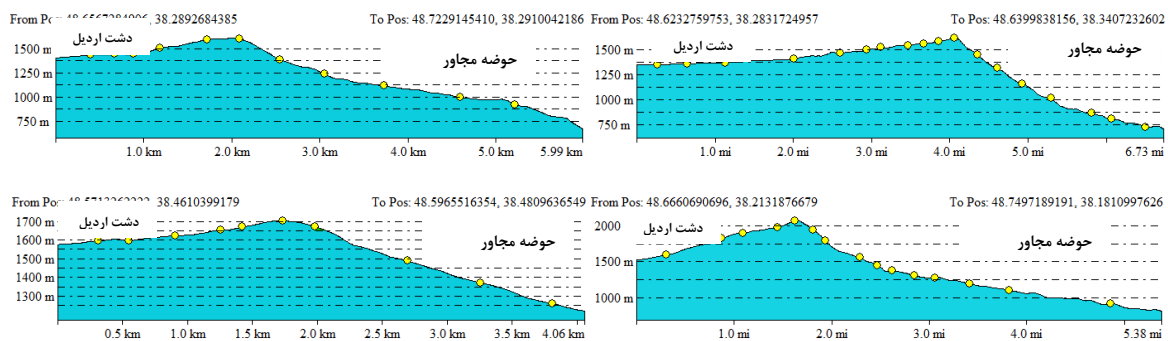 From Po 48.6567284906, 38.2892684385 To Pos: 48.7229145410, 38.2910042186
دشت اردبیل
حوضه مجاور
1500 m
1250 m
1000 m
750 m
1.0 km 2.0 km 3.0 km 4.0 km 5.0 km 5.99 km
From Pos: 48.6232759753, 38.2831724957 To Pos: 48.6399838156, 38.3407232602
دشت اردبیل
حوضه مجاور
1500 m
1250 m
1000 m
750 m
1.0 mi 2.0 mi 3.0 mi 4.0 mi 5.0 mi 6.73 mi
From Po 38.4610399179 To Pos: 48.5965516354, 38.4809636549
دشت اردبیل
حوضه مجاور
1700 m
1600 m
1500 m
1400 m
1300 m
0.5 km 1.0 km 1.5 km 2.0 km 2.5 km 3.0 km 3.5 km 4.06 km
From Pos: 48.6660690696, 38.2131876679 To Pos: 48.7497189191, 38.1810997626
دشت اردبیل
حوضه مجاور
2000
1500 m
1000 m
1.0 mi 2.0 mi 3.0 mi 4.0 mi 5.38 mi